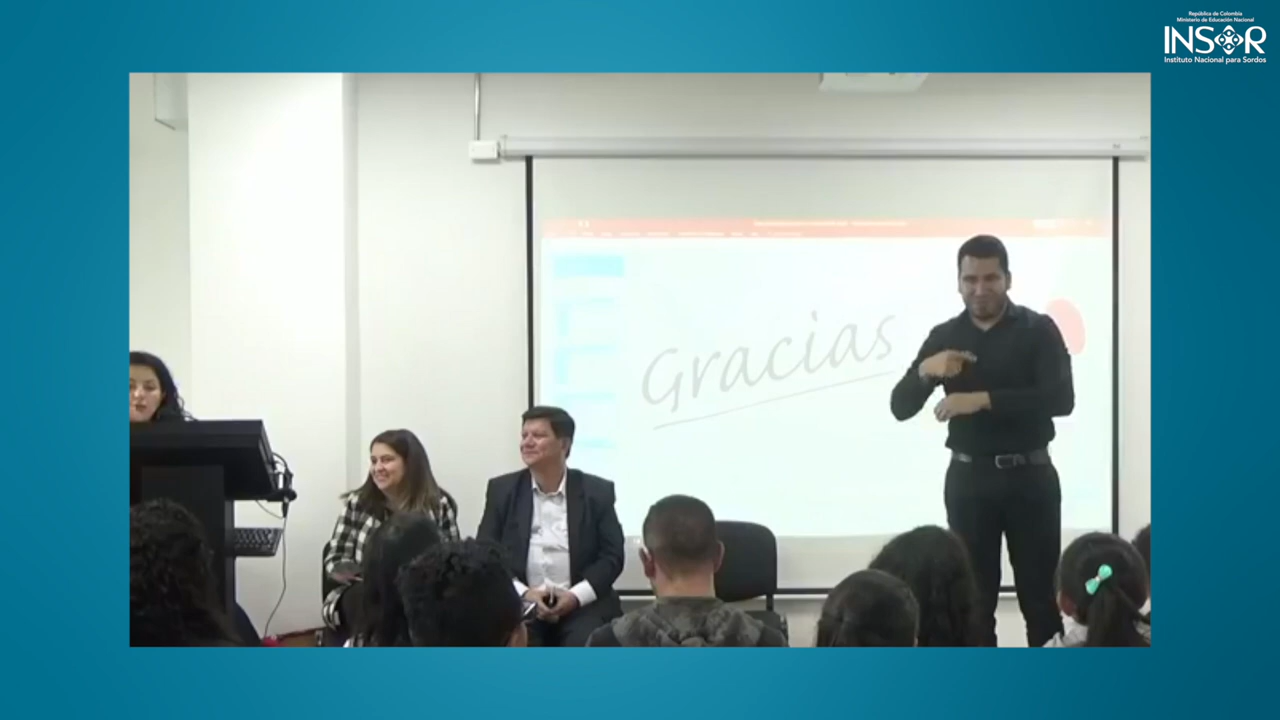 República de Colombia
Ministerio de Educación Nacional
INSOR
Instituto Nacional para Sordos
Gracias